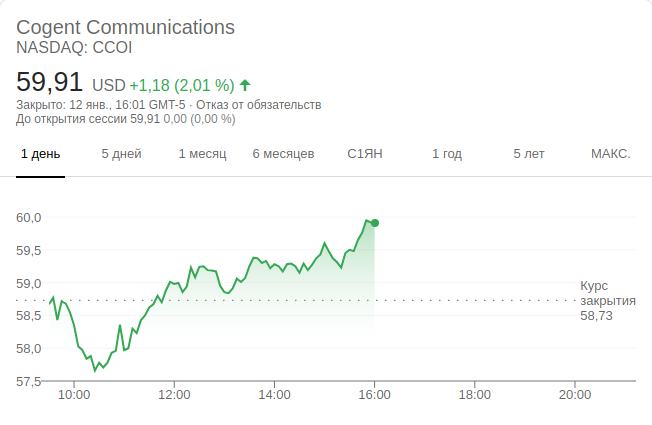 Cogent Communications
NASDAQ: CCOI
59,91 USD +1,18 (2,01 %)
Закрыто: 12 янв., 16:01 GMT-5 · Отказ от обязательств
До открытия сессии 59,91 0,00 (0,00 %)
1 день 5 дней 1 месяц 6 месяцев С1ЯН 1 год 5 лет МАКС.
60,0
59,5
59,0
58,5
58,0
57,5
Курс
закрытия
58,73
10:00 12:00 14:00 16:00 18:00 20:00